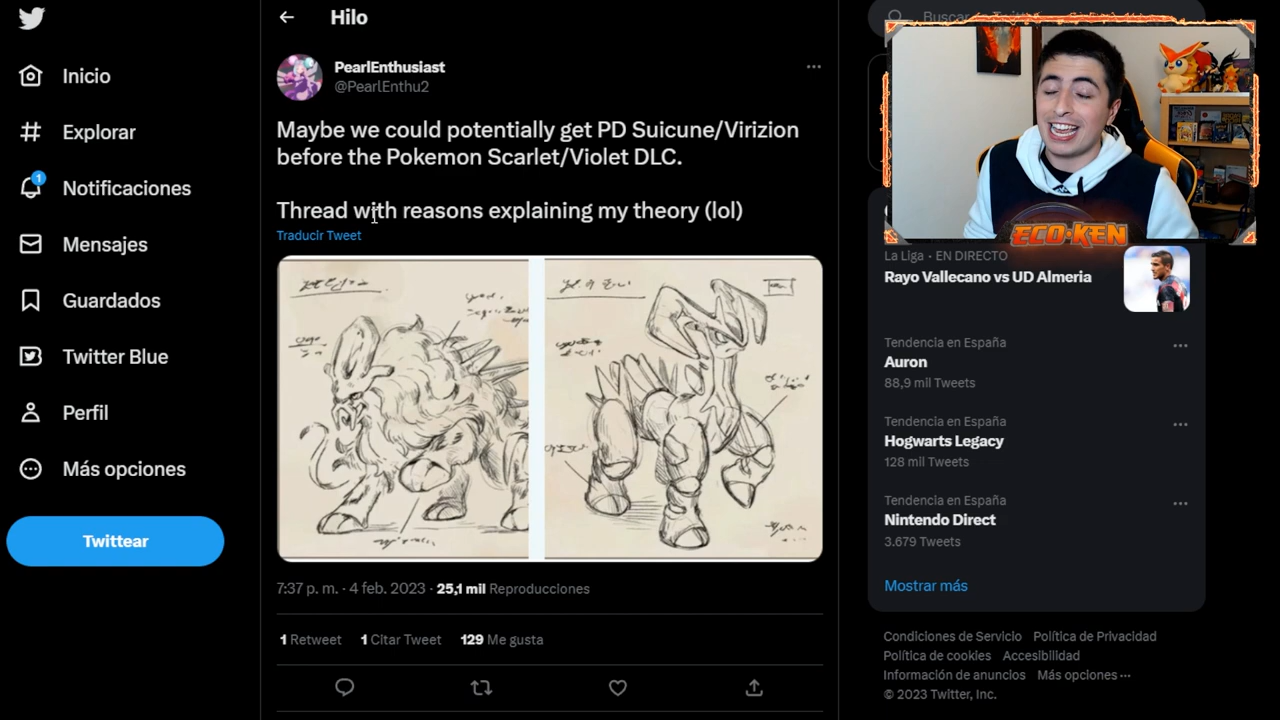 Hilo
PearlEnthusiast
@PearlEnthu2
Maybe we could potentially get PD Suicune/Virizion
before the Pokemon Scarlet/Violet DLC.
Thread with reasons explaining my theory (lol)
Traducir Tweet
7:37 p. m. · 4 feb. 2023 · 25,1 mil Reproducciones
1 Retweet 1 Citar Tweet 129 Me gusta
Inicio
Explorar
1
Notificaciones
Mensajes
Guardados
Twitter Blue
Perfil
Más opciones
Twittear
ECO·KEN
La Liga · EN DIRECTO
Rayo Vallecano vs UD Almeria
Tendencia en España
Auron
88,9 mil Tweets
Tendencia en España
Hogwarts Legacy
128 mil Tweets
Tendencia en España
Nintendo Direct
3.679 Tweets
Mostrar más
Condiciones de Servicio Política de Privacidad
Política de cookies Accesibilidad
Información de anuncios Más opciones ···
© 2023 Twitter, Inc.